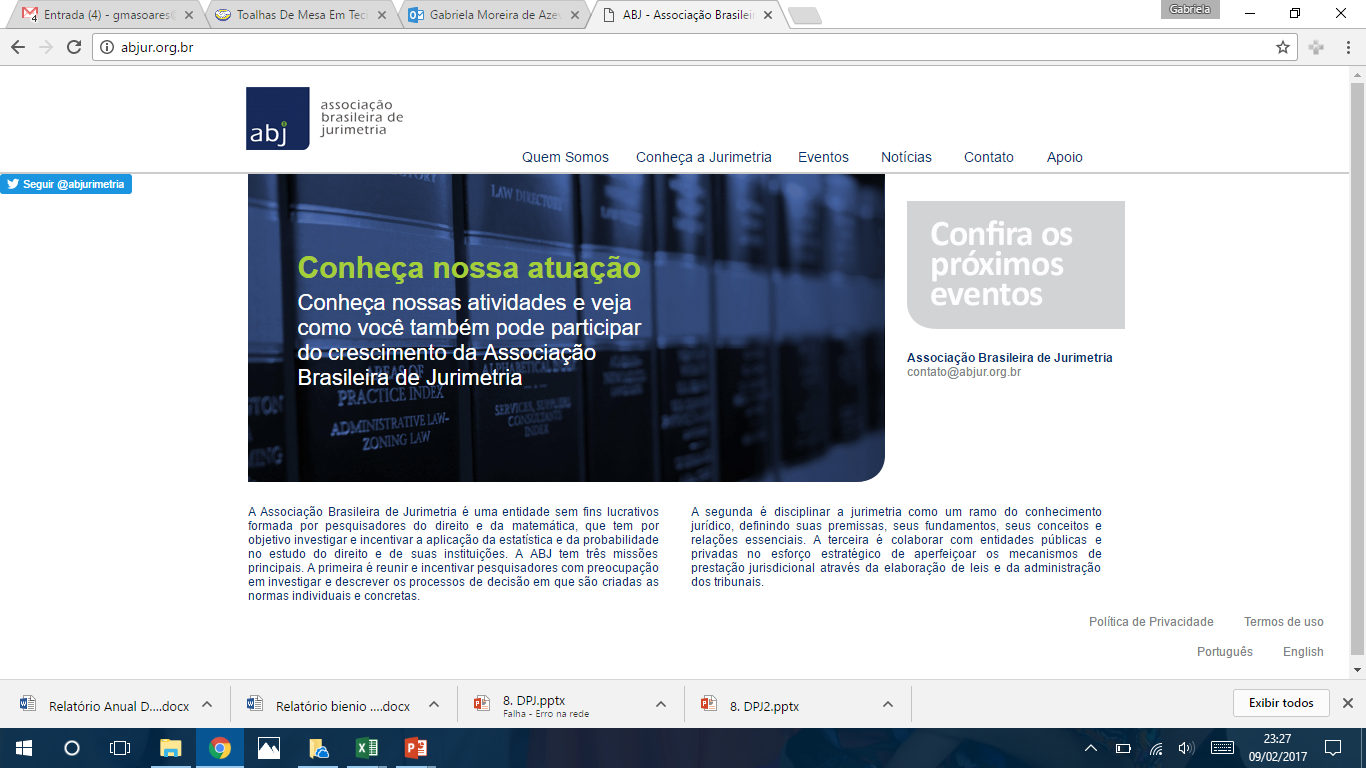 Entrada (4) - gmasoares@
Toalhas De Mesa Em Teci
Gabriela Moreira de Azev
ABJ - Associação Brasileir
Gabriela
abjur.org.br
abj
associação
brasileira de
jurimetria
Quem Somos
Conheça a Jurimetria
Eventos
Notícias
Contato
Apoio
Seguir @abjurimetria
LAW DIRECTORY
Conheça nossa atuação
Conheça nossas atividades e veja
como você também pode participar
do crescimento da Associação
Brasileira de Jurimetria
AREAS OF
PRACTICE INDEX
ADMINISTRATIVE LAW-
ZONING LAW
ALPHABETICAL INDEX
SERVICES, SUPPLIERS
CONSULTANTS
INDEX
Confira os
próximos
eventos
Associação Brasileira de Jurimetria
contato@abjur.org.br
A Associação Brasileira de Jurimetria é uma entidade sem fins lucrativos
formada por pesquisadores do direito e da matemática, que tem por
objetivo investigar e incentivar a aplicação da estatística e da probabilidade
no estudo do direito e de suas instituições. A ABJ tem três missões
principais. A primeira é reunir e incentivar pesquisadores com preocupação
em investigar e descrever os processos de decisão em que são criadas as
normas individuais e concretas.
A segunda é disciplinar a jurimetria como um ramo do conhecimento
jurídico, definindo suas premissas, seus fundamentos, seus conceitos e
relações essenciais. A terceira é colaborar com entidades públicas e
privadas no esforço estratégico de aperfeiçoar os mecanismos de
prestação jurisdicional através da elaboração de leis e da administração
dos tribunais.
Política de Privacidade
Termos de uso
Português
English
Relatório Anual D....docx
Relatório bienio ....docx
8. DPJ.pptx
Falha - Erro na rede
8. DPJ2.pptx
Exibir todos
23:27
09/02/2017